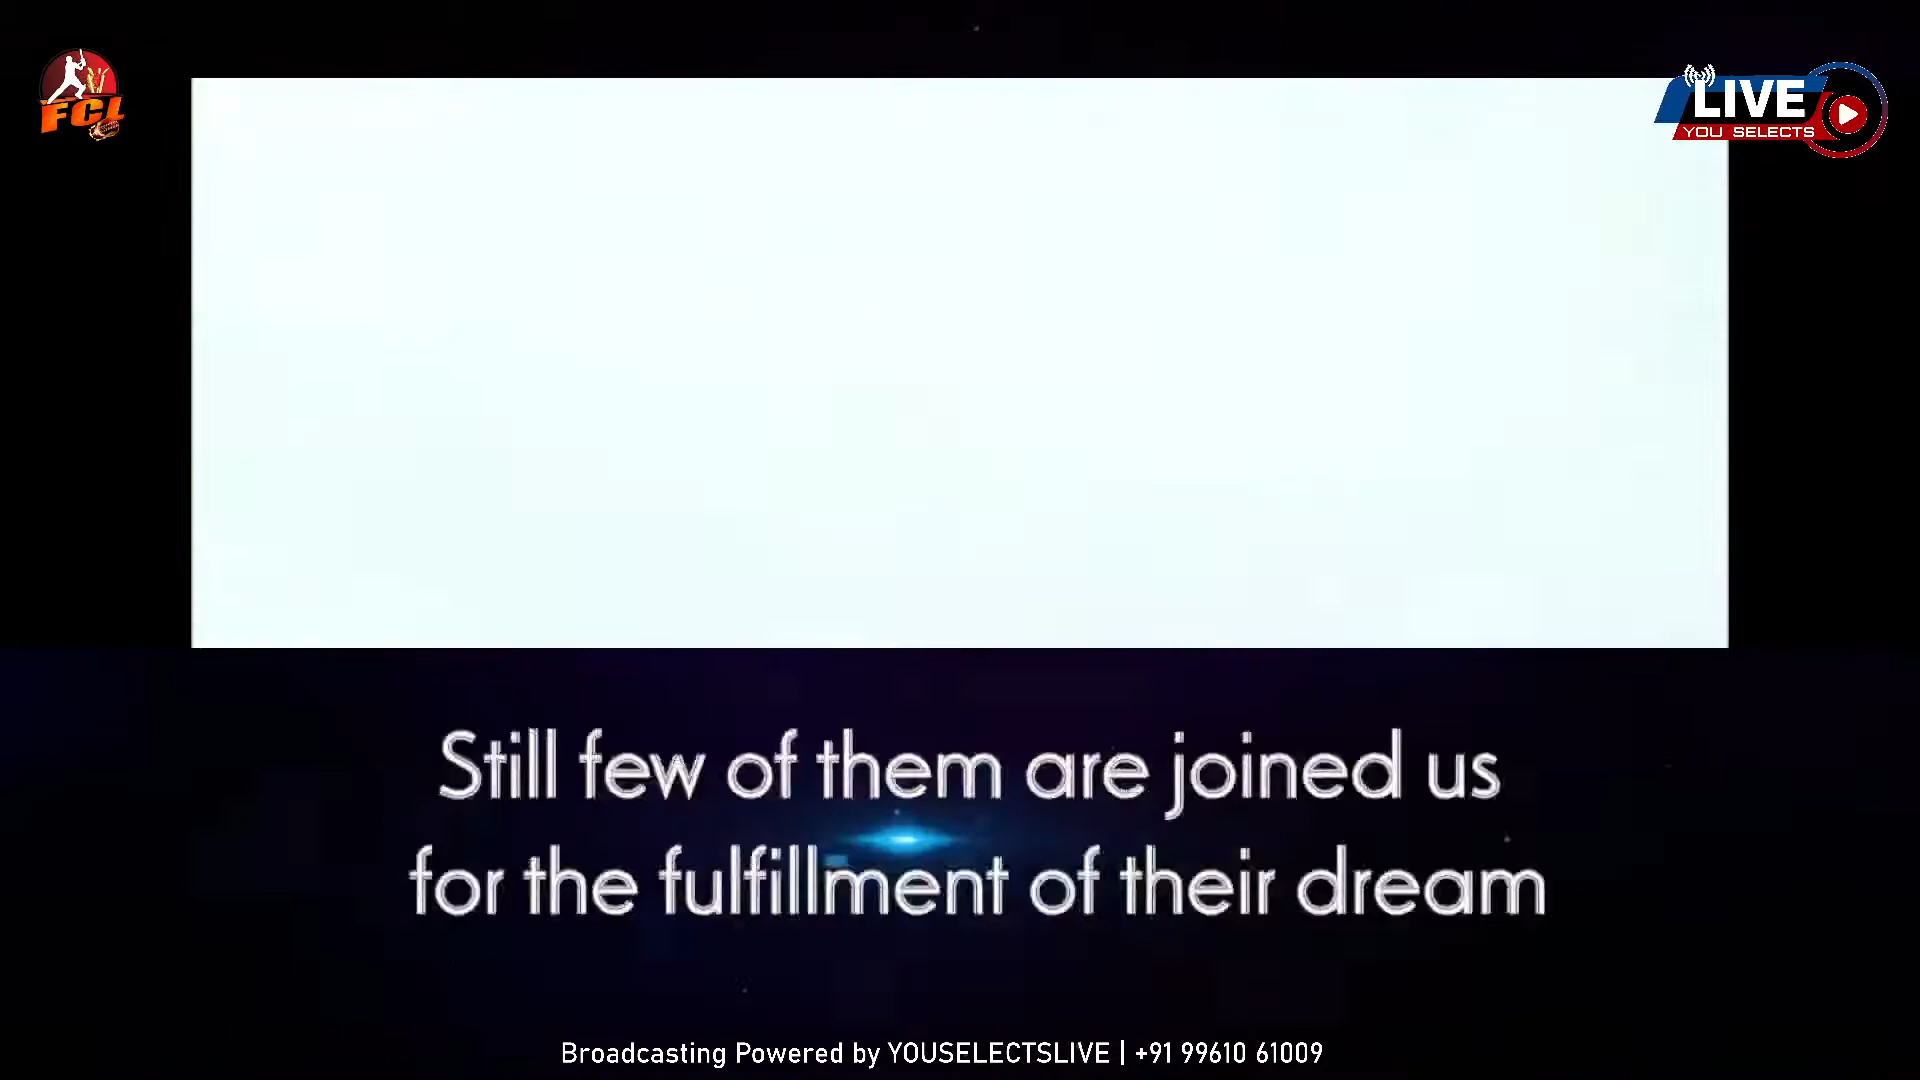 FCL
LIVE
YOU SELECTS
Still few of them are joined us
for the fulfillment of their dream
Broadcasting Powered by YOUSELECTSLIVE | +91 99610 61009